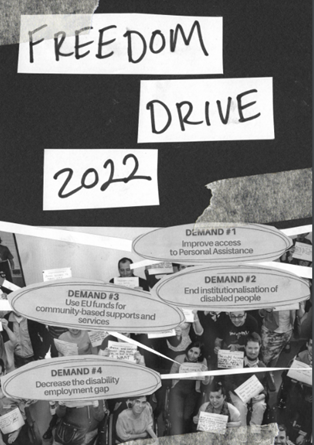 FREEDOM
DRIVE
2022
DEMAND #1
Improve access
to Personal Assistance
DEMAND #2
End institutionalisation of
disabled people
DEMAND #3
Use EU funds for
community-based supports and
services
DEMAND #4
Decrease the disability
employment gap